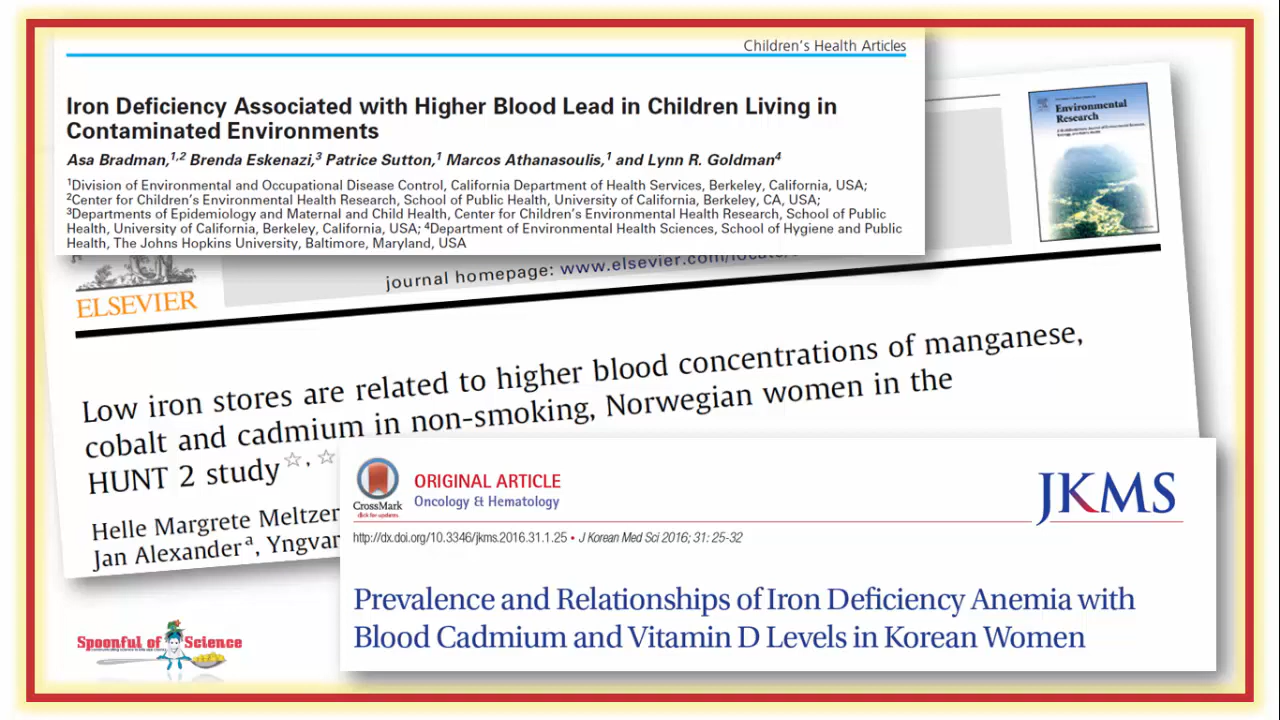 Children's Health Articles
Iron Deficiency Associated with Higher Blood Lead in Children Living in
Contaminated Environments
Asa Bradman,1,2 Brenda Eskenazi,3 Patrice Sutton,1 Marcos Athanasoulis,1 and Lynn R. Goldman4
1Division of Environmental and Occupational Disease Control, California Department of Health Services, Berkeley, California, USA;
2Center for Children's Environmental Health Research, School of Public Health, University of California, Berkeley, CA, USA;
3Departments of Epidemiology and Maternal and Child Health, Center for Children's Environmental Health Research, School of Public
Health, University of California, Berkeley, California, USA; 4Department of Environmental Health Sciences, School of Hygiene and Public
Health, The Johns Hopkins University, Baltimore, Maryland, USA
Environmental
Research
ELSEVIER
journal homepage: www.elsevier.com/
Low iron stores are related to higher blood concentrations of manganese,
cobalt and cadmium in non-smoking, Norwegian women in the
HUNT 2 study☆,☆
Helle Margrete Meltzer
Jan Alexander a, Yngvar
CrossMark
click for updates
ORIGINAL ARTICLE
Oncology & Hematology
JKMS
http://dx.doi.org/10.3346/jkms.2016.31.1.25 • J Korean Med Sci 2016; 31: 25-32
Prevalence and Relationships of Iron Deficiency Anemia with
Blood Cadmium and Vitamin D Levels in Korean Women
Spoonful of Science